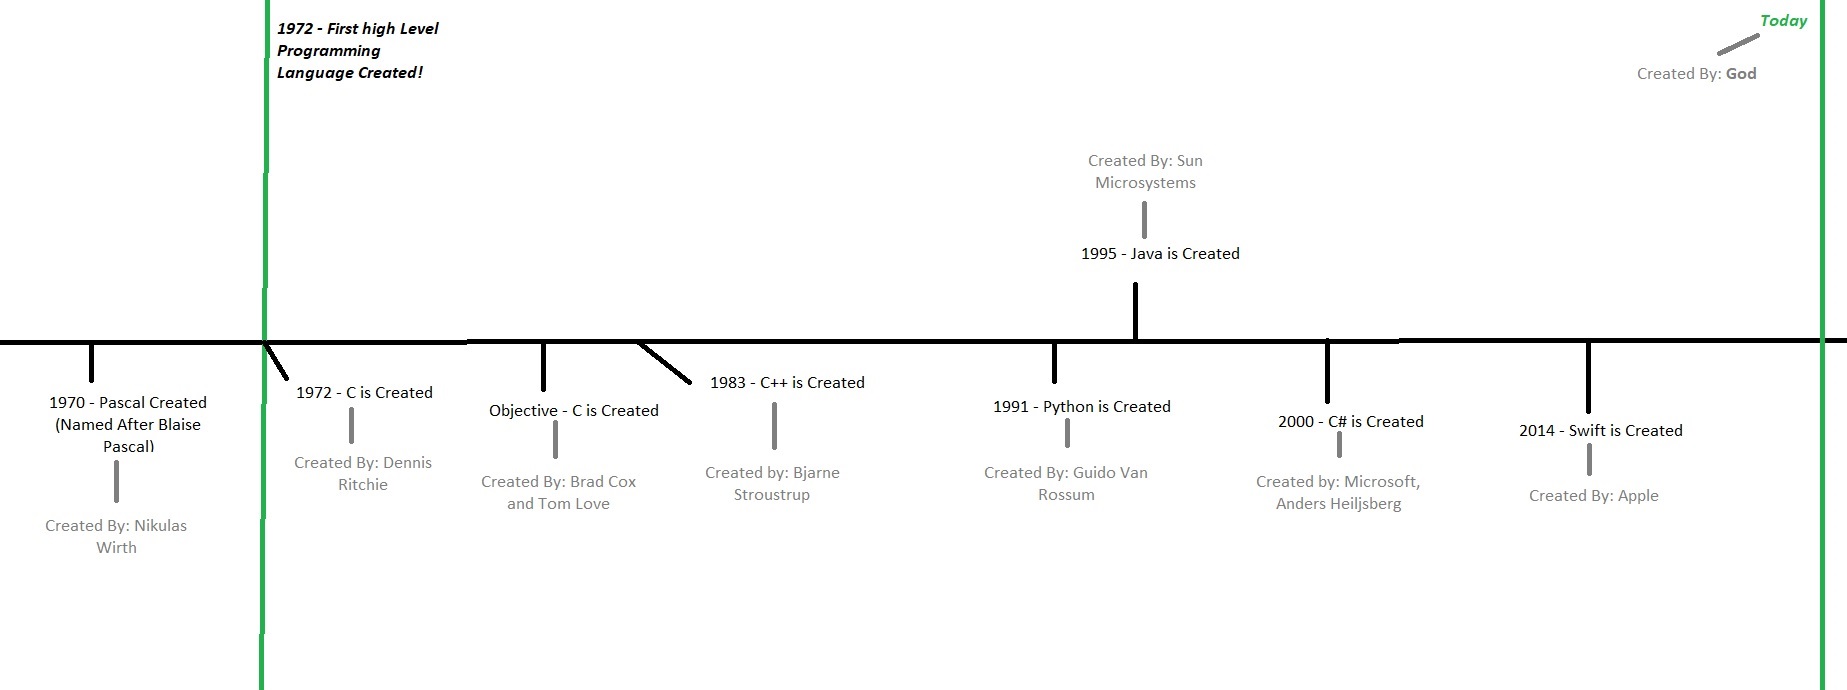 1972 - First high Level
Programming
Language Created!
Today
Created By: God
Created By: Sun
Microsystems
1995 - Java is Created
1970 - Pascal Created
(Named After Blaise
Pascal)
Created By: Nikulas
Wirth
1972 - C is Created
Created By: Dennis
Ritchie
Objective - C is Created
Created By: Brad Cox
and Tom Love
1983 - C++ is Created
Created by: Bjarne
Stroustrup
1991 - Python is Created
Created By: Guido Van
Rossum
2000 - C# is Created
Created by: Microsoft,
Anders Heiljsberg
2014 - Swift is Created
Created By: Apple